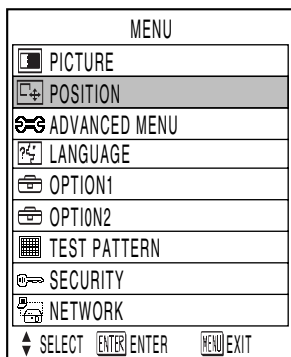 MENU
PICTURE
POSITION
ADVANCED MENU
LANGUAGE
OPTION1
OPTION2
TEST PATTERN
SECURITY
NETWORK
SELECT ENTER ENTER MENU EXIT